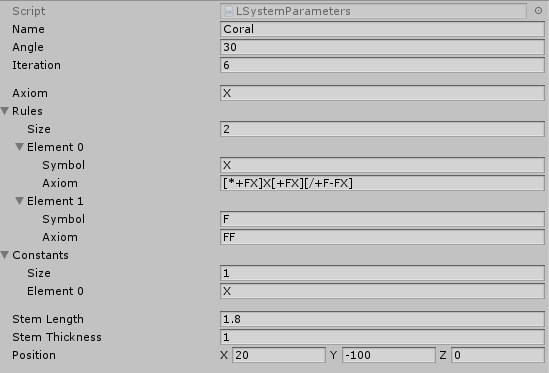 Script LSystemParameters
Name Coral
Angle 30
Iteration 6
Axiom X
Rules
Size 2
Element 0
Symbol X
Axiom [*+FX]X[+FX][/+F-FX]
Element 1
Symbol F
Axiom FF
Constants
Size 1
Element 0 X
Stem Length 1.8
Stem Thickness 1
Position X 20 Y -100 Z 0